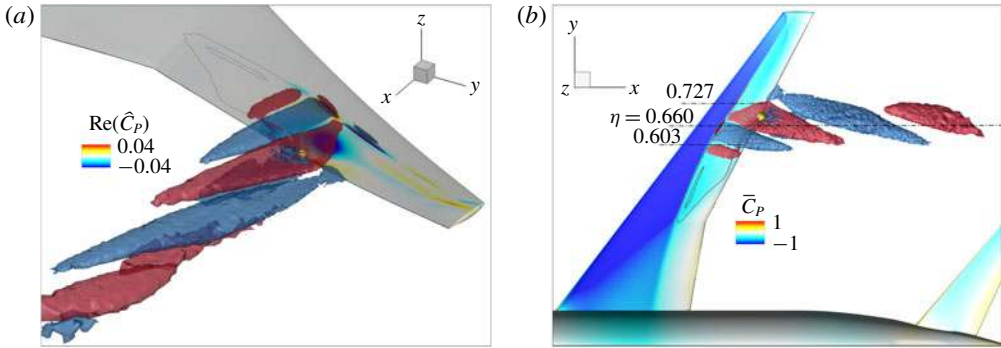 (a)
z
y
x
Re(Ĉ_P)
0.04
−0.04
(b)
y
z
x
0.727
η = 0.660
0.603
C̅_P
1
−1